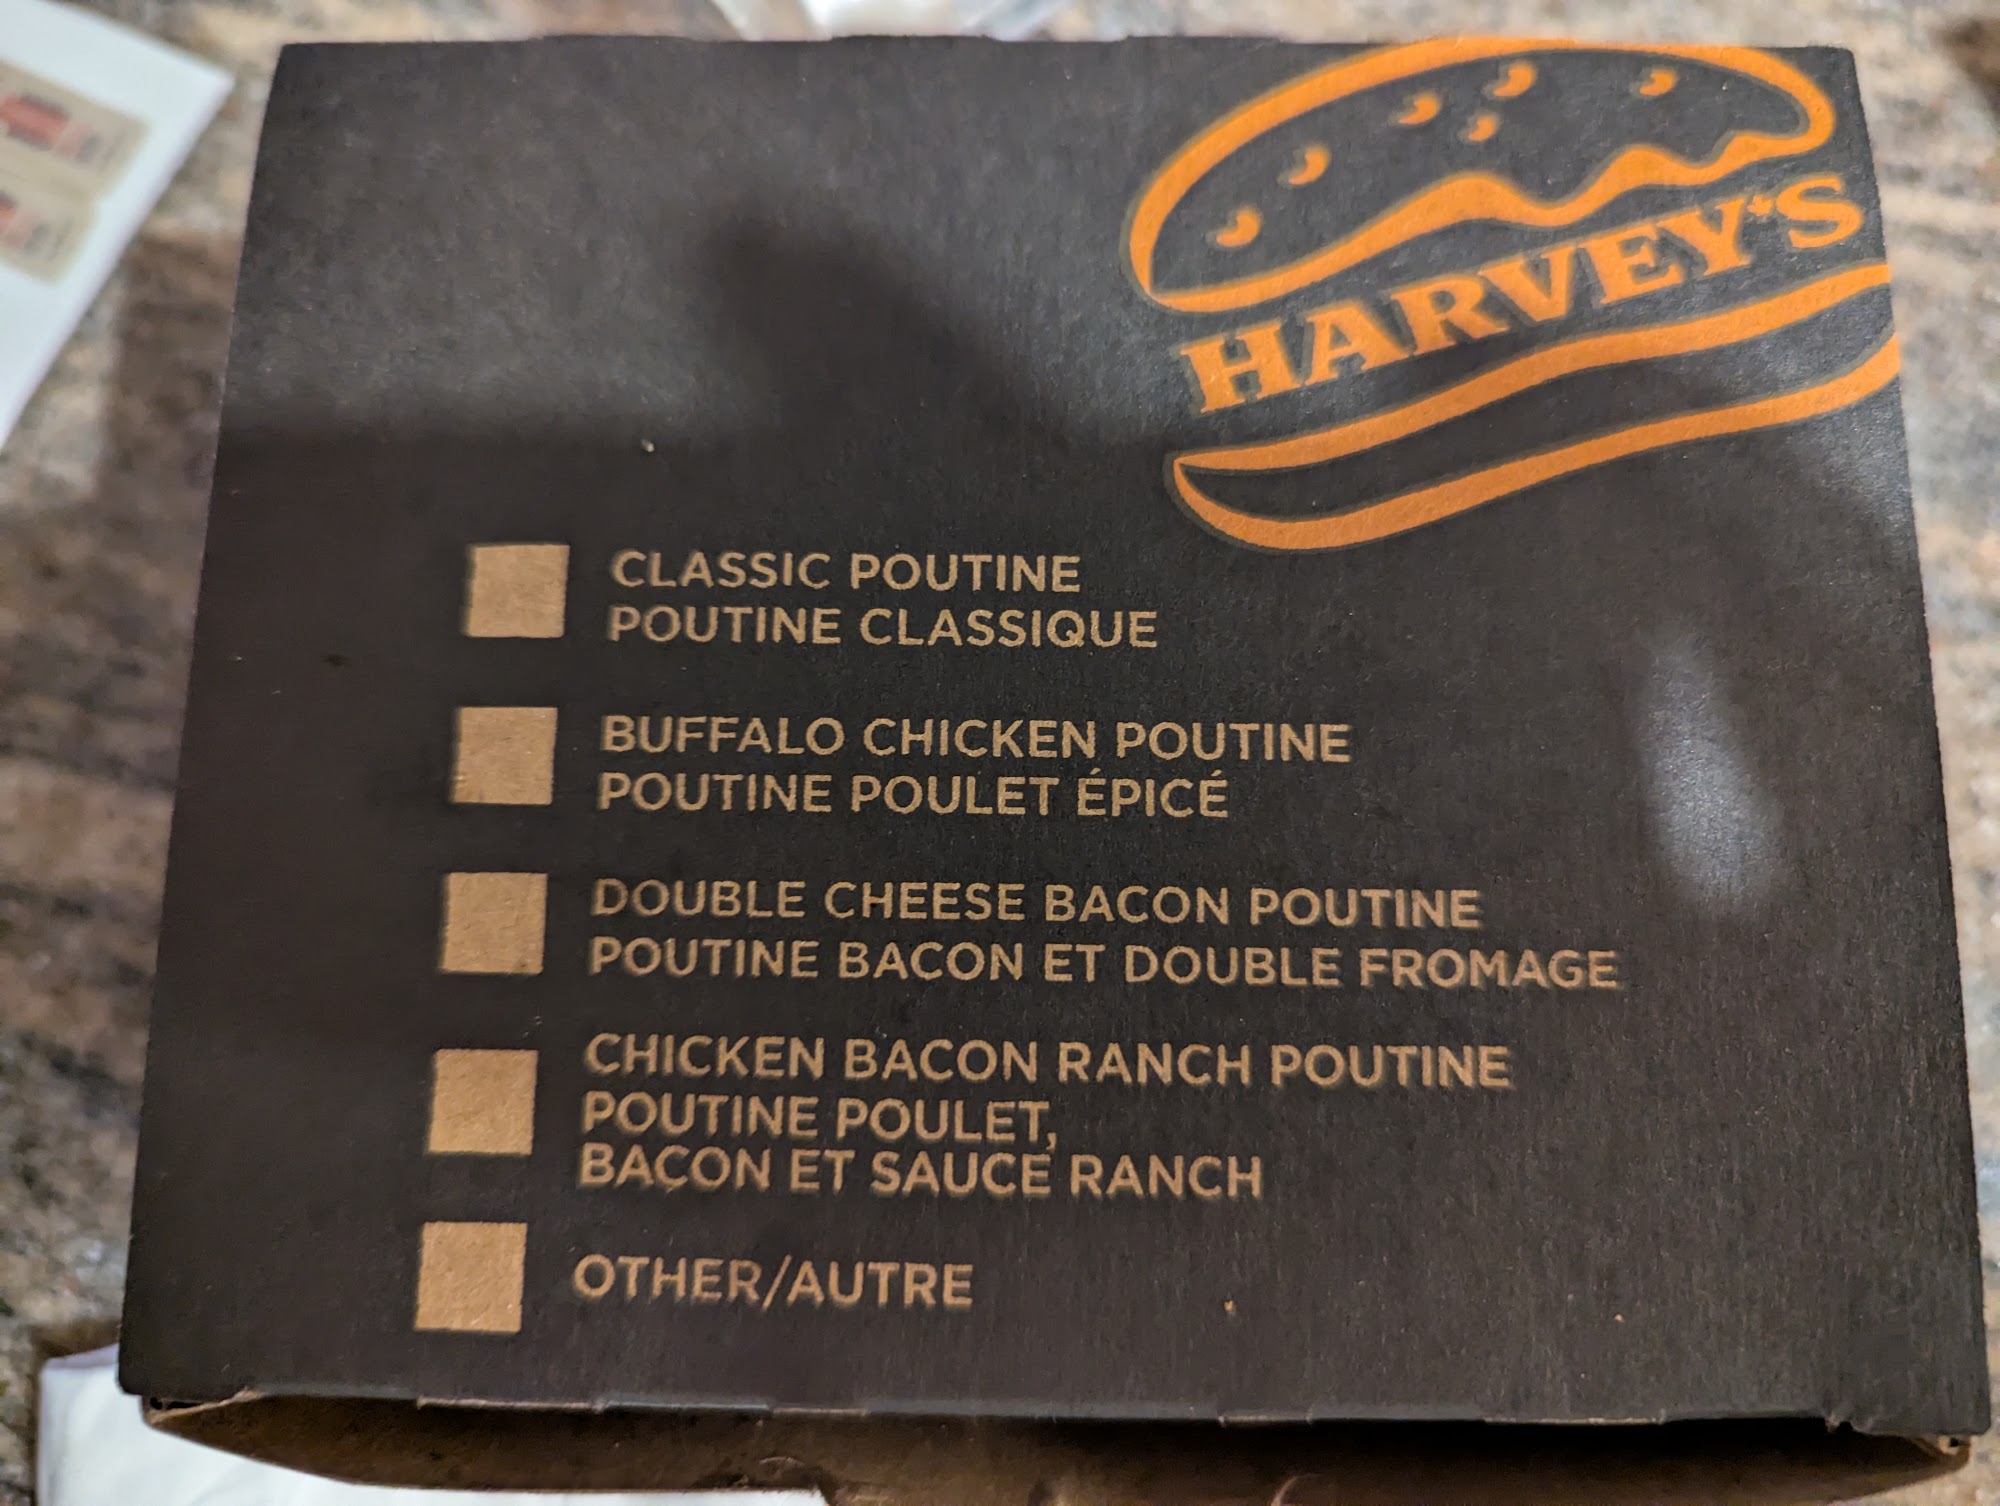 HARVEY'S
CLASSIC POUTINE
POUTINE CLASSIQUE
BUFFALO CHICKEN POUTINE
POUTINE POULET ÉPICÉ
DOUBLE CHEESE BACON POUTINE
POUTINE BACON ET DOUBLE FROMAGE
CHICKEN BACON RANCH POUTINE
POUTINE POULET,
BACON ET SAUCE RANCH
OTHER/AUTRE